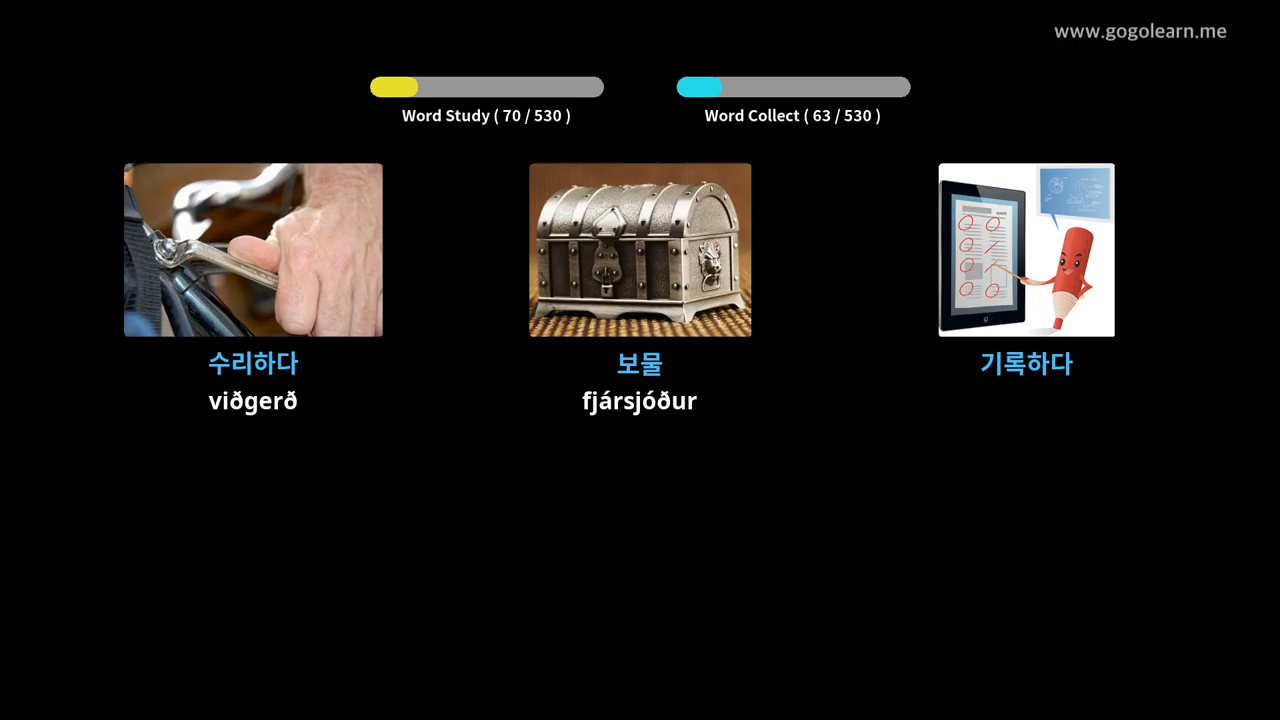 www.gogolearn.me
Word Study ( 70 / 530 )
Word Collect ( 63 / 530 )
수리하다
보물
기록하다
viðgerð
fjársjóður